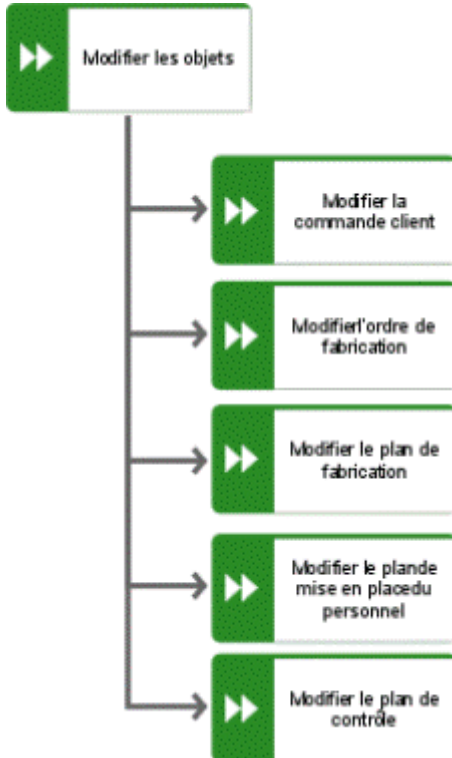 Modifier les objets
Modifier la
commande client
Modifierl'ordre de
fabrication
Modifier le plan de
fabrication
Modifier le plande
mise en placedu
personnel
Modifier le plan de
contrôle